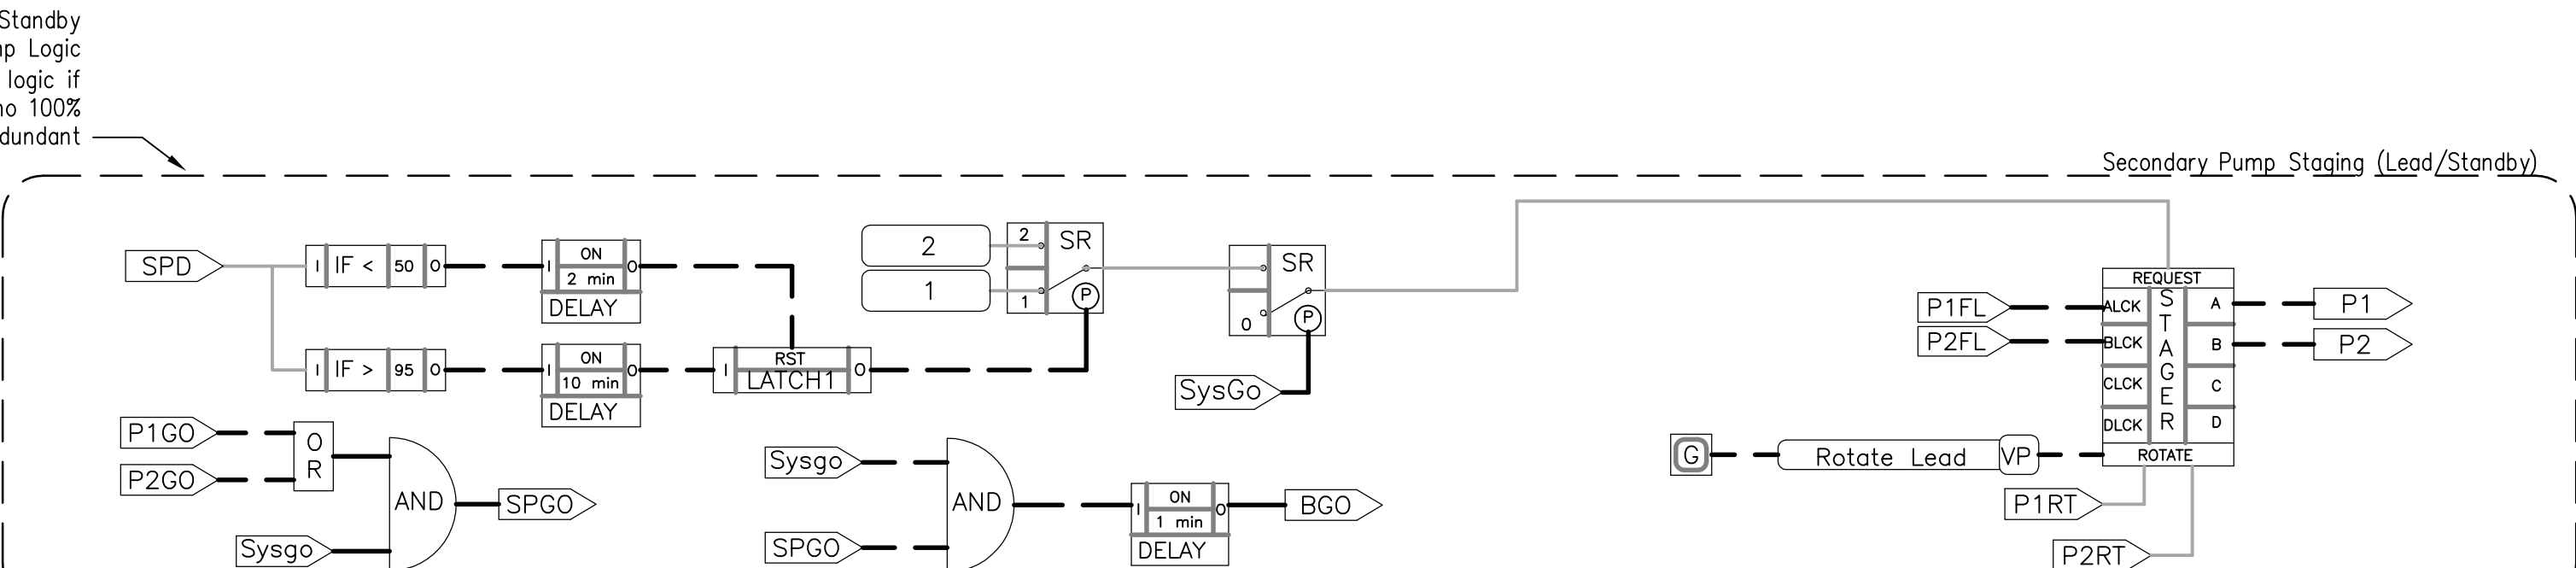 Standby
Logic
logic if
100%
Secondary Pump Staging (Lead/Standby)
SPD
I IF < 50 O
I ON O
2 min
DELAY
2
1
2 SR
1 P
SR
0 P
REQUEST
I IF > 95 O
I ON O
10 min
DELAY
RST
I LATCH1 O
SysGo
P1FL
P2FL
ALCK
BLCK
CLCK
DLCK
STAGER
A
B
C
D
P1
P2
ROTATE
G
Rotate Lead VP
P1RT
P2RT
P1GO
P2GO
OR
Sysgo
AND
SPGO
Sysgo
SPGO
AND
I ON O
1 min
DELAY
BGO